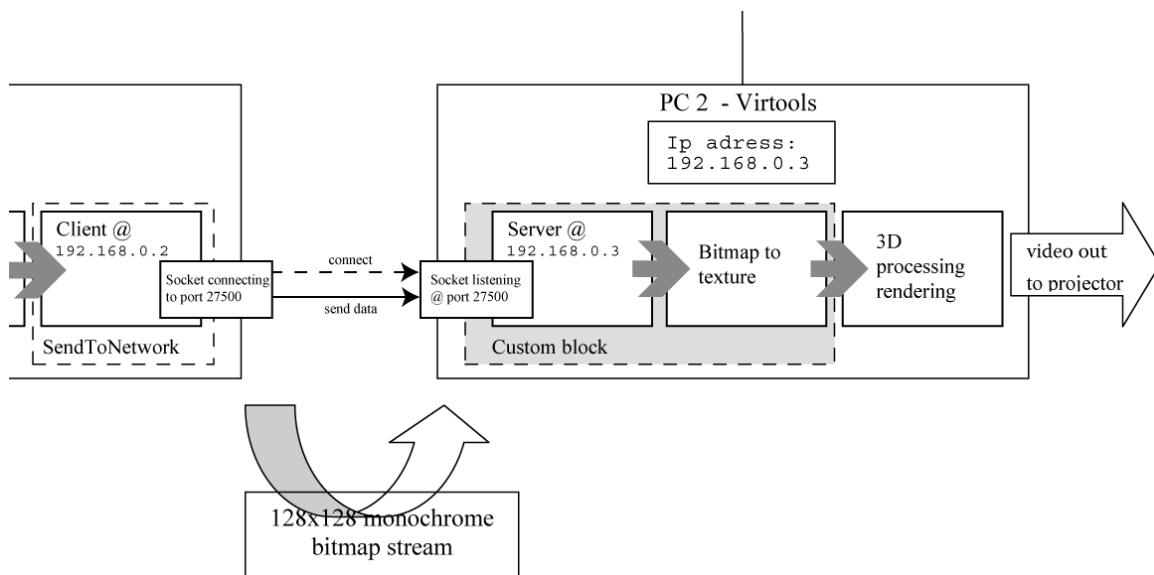 PC 2 - Virtools
Ip adress:
192.168.0.3
Client @
192.168.0.2
Socket connecting
to port 27500
SendToNetwork
connect
send data
Socket listening
@ port 27500
Server @
192.168.0.3
Bitmap to
texture
Custom block
3D
processing
rendering
video out
to projector
128x128 monochrome
bitmap stream